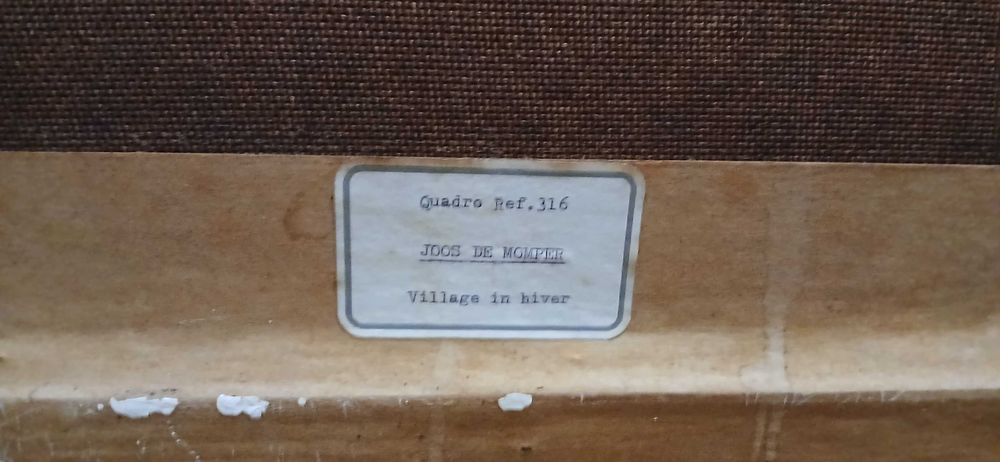 Quadro Ref.316
JOOS DE MOMPER
Village in hiver